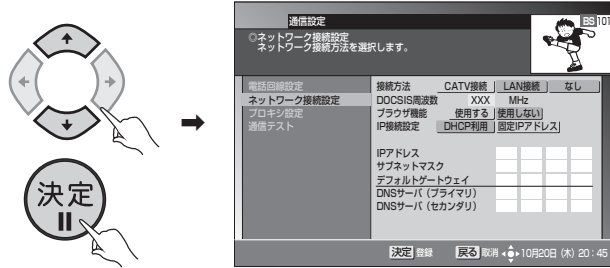 決定
通信設定
BS 101
◎ネットワーク接続設定
ネットワーク接続方法を選択します。
電話回線設定
ネットワーク接続設定
プロキシ設定
通信テスト
接続方法 CATV接続 LAN接続 なし
DOCSIS周波数 XXX MHz
ブラウザ機能 使用する 使用しない
IP接続設定 DHCP利用 固定IPアドレス
IPアドレス
サブネットマスク
デフォルトゲートウェイ
DNSサーバ（プライマリ）
DNSサーバ（セカンダリ）
決定 登録 戻る 取消 10月20日（木）20：45